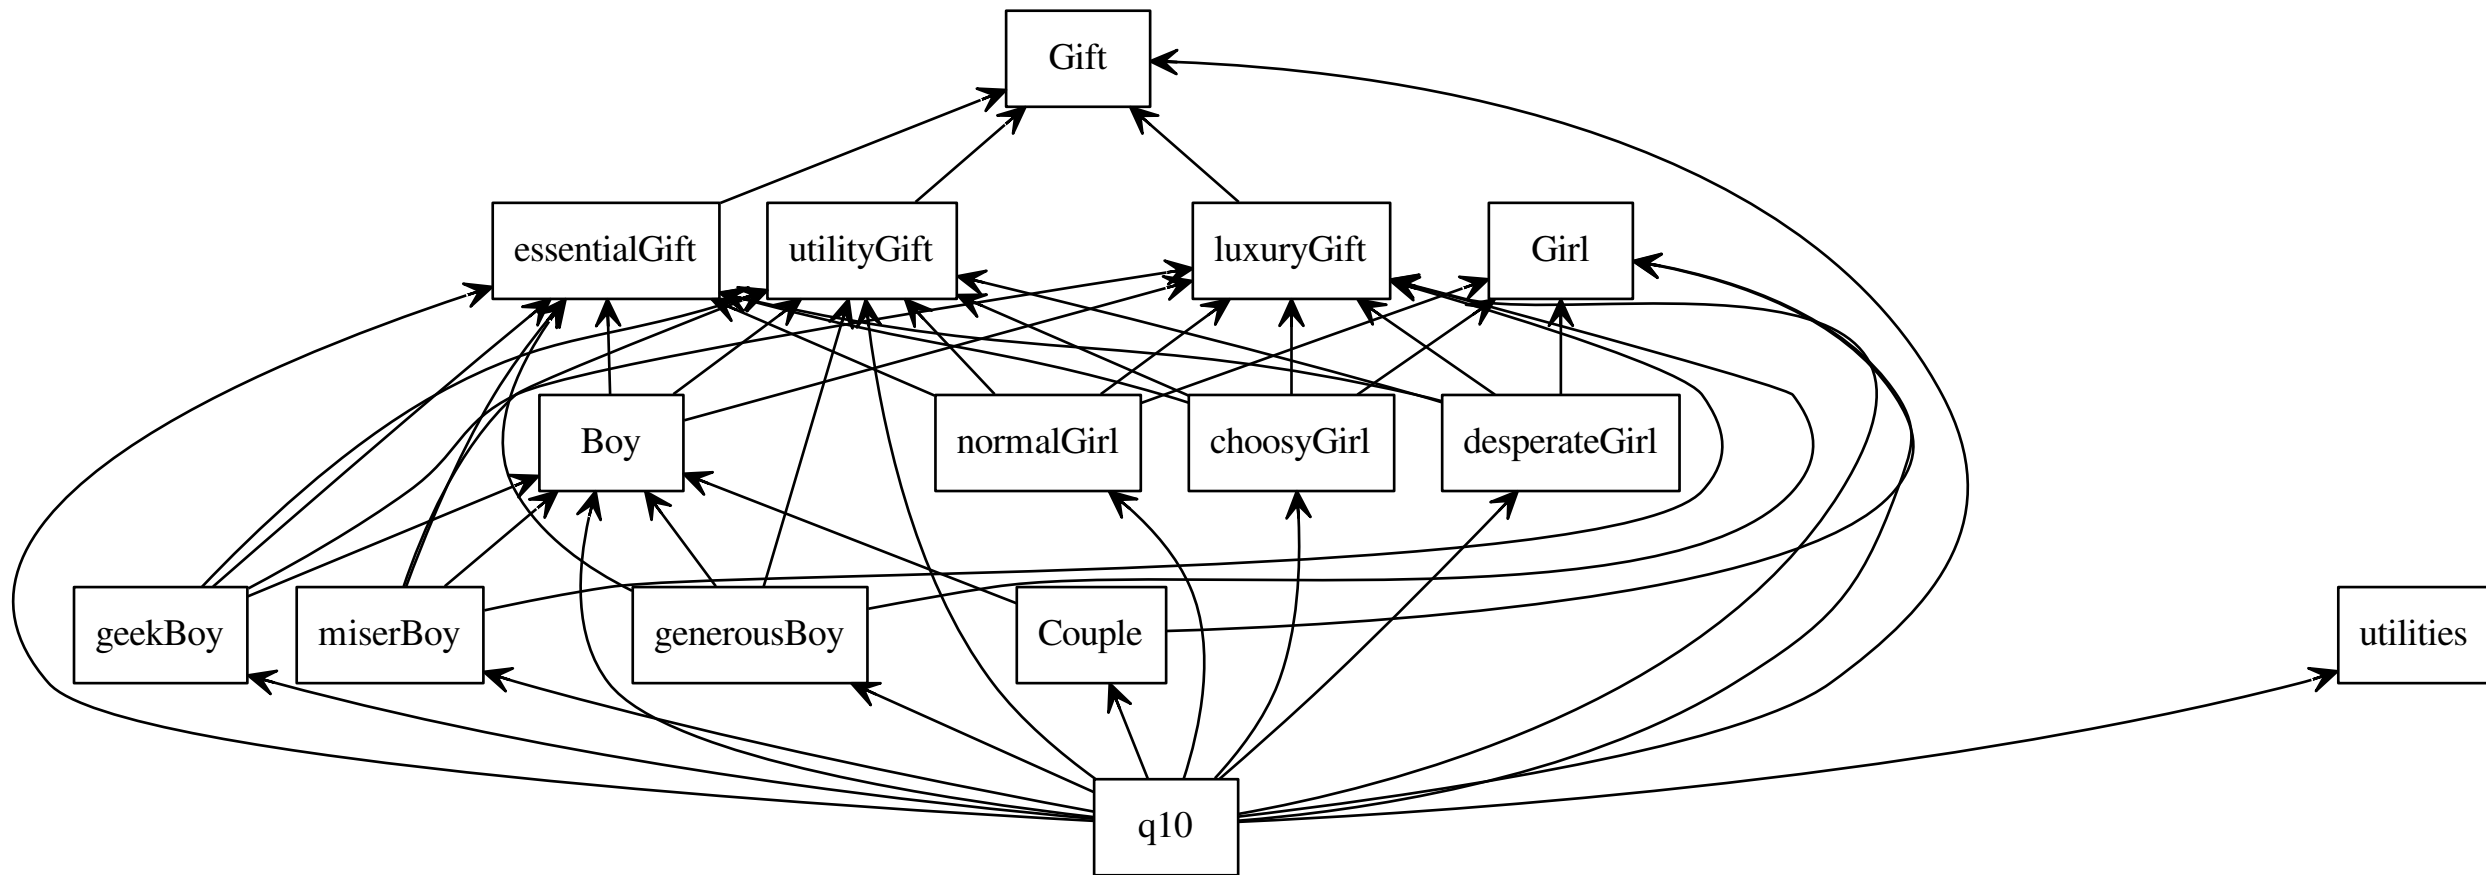 Gift
essentialGift
utilityGift
luxuryGift
Girl
Boy
normalGirl
choosyGirl
desperateGirl
geekBoy
miserBoy
generousBoy
Couple
utilities
q10